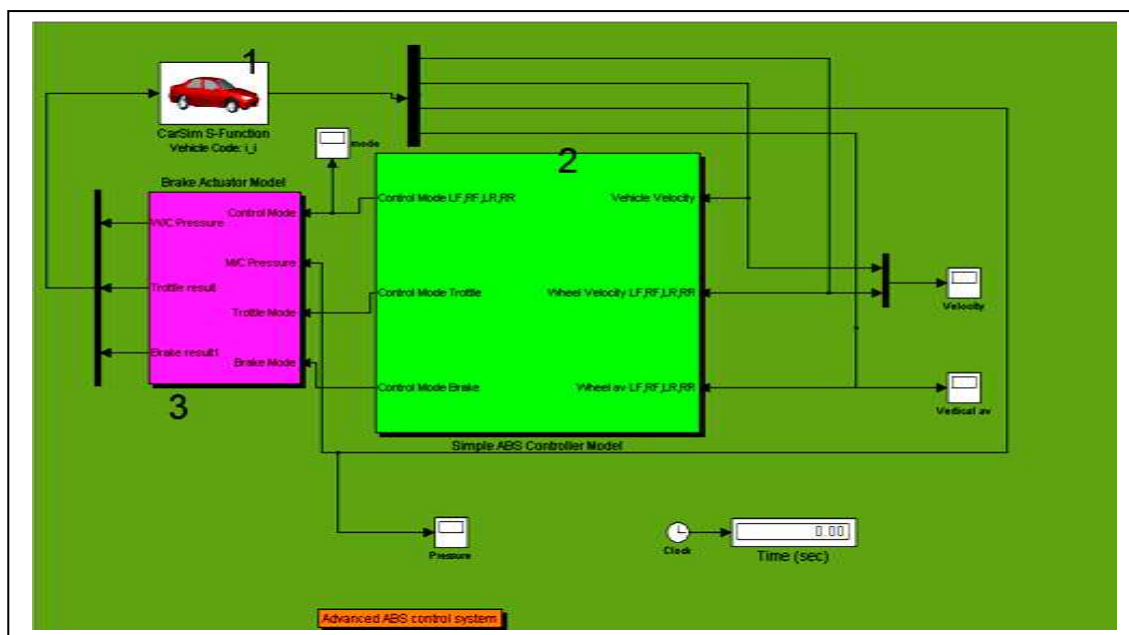 1
CarSim S-Function
Vehicle Code: i_i
mode
Brake Actuator Model
Control Mode
W/C Pressure
M/C Pressure
Trottle result
Trottle Mode
Brake result1
Brake Mode
3
2
Control Mode LF,RF,LR,RR
Vehicle Velocity
Control Mode Trottle
Wheel Velocity LF,RF,LR,RR
Control Mode Brake
Wheel av LF,RF,LR,RR
Simple ABS Controller Model
Velocity
Vedical av
Pressure
Clock
0.00
Time (sec)
Advanced ABS control system